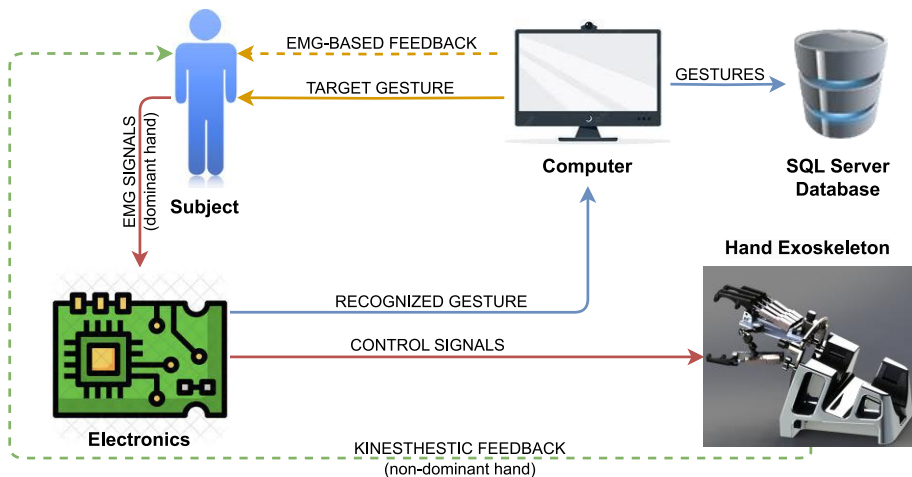 EMG-BASED FEEDBACK
TARGET GESTURE
GESTURES
Computer
SQL Server
Database
Subject
EMG SIGNALS
(dominant hand)
Hand Exoskeleton
RECOGNIZED GESTURE
CONTROL SIGNALS
Electronics
KINESTHESTIC FEEDBACK
(non-dominant hand)